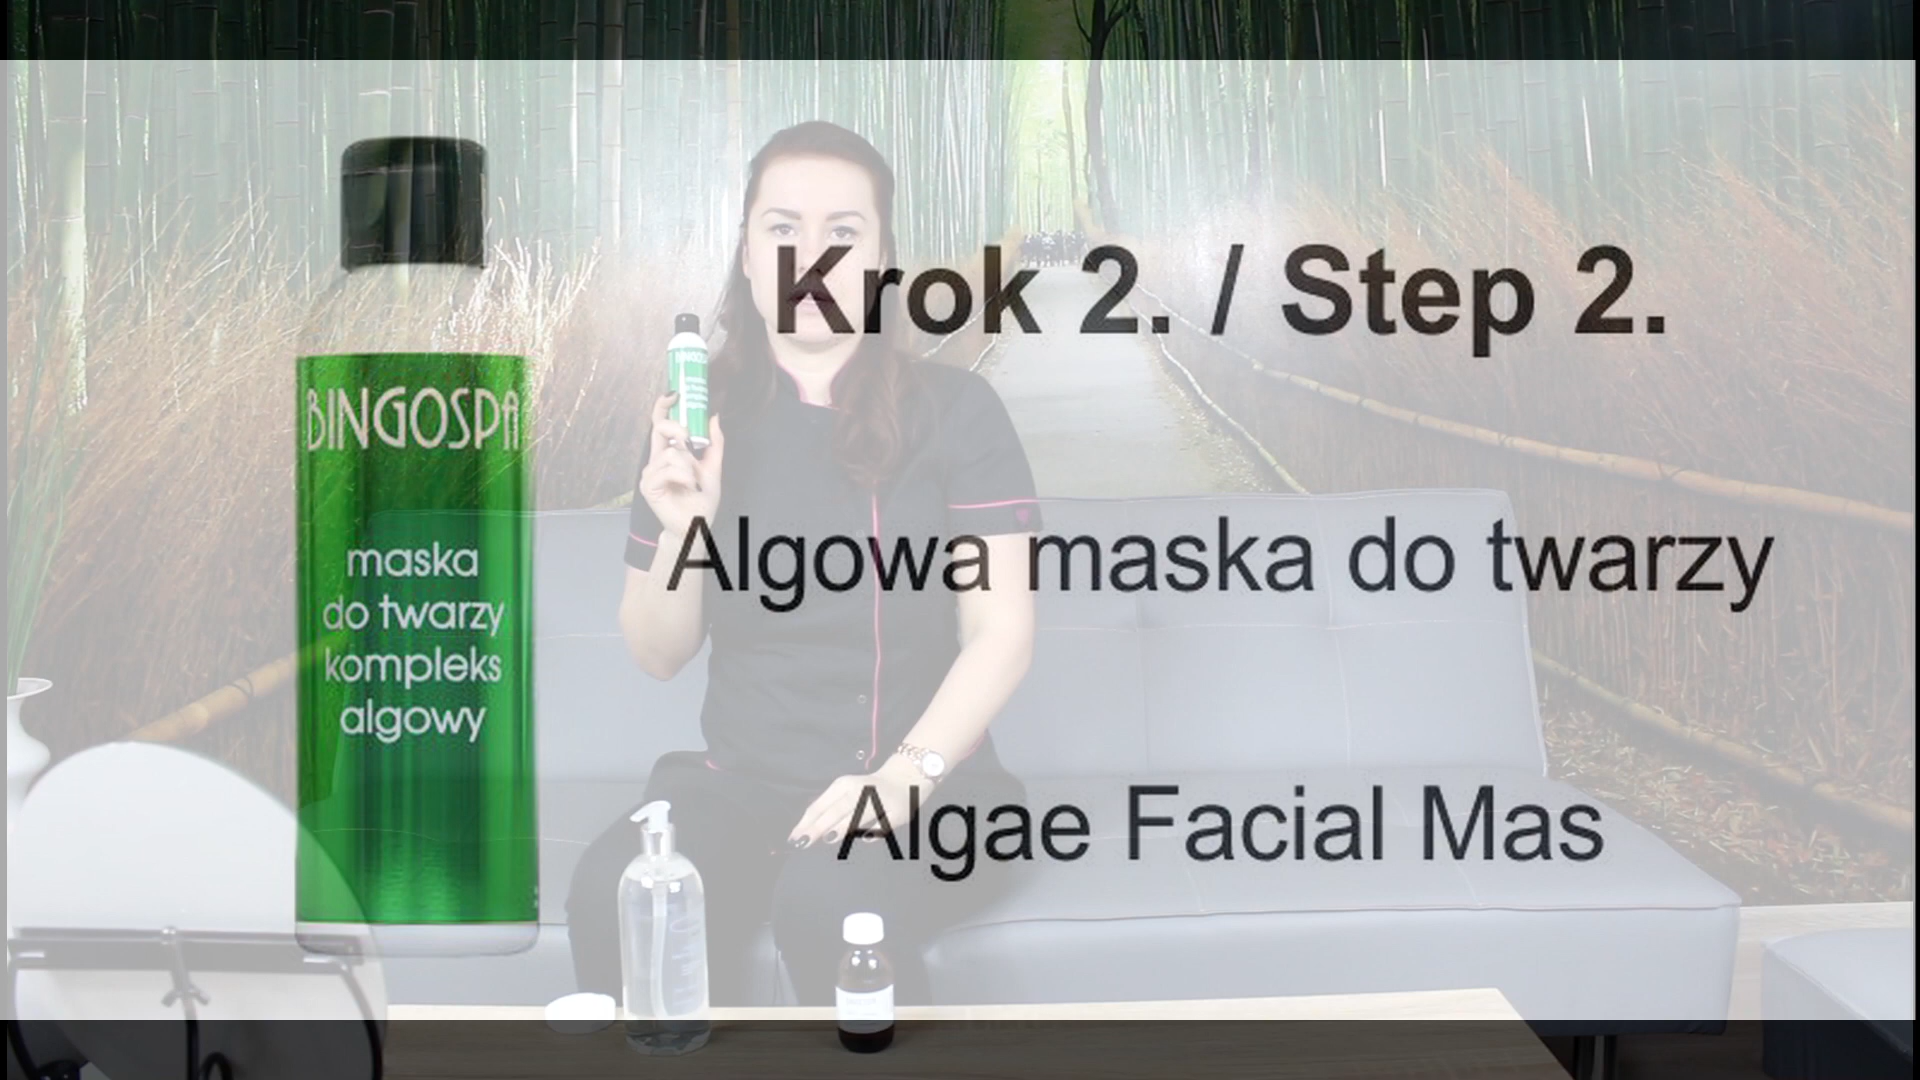 BINGOSPA
maska
do twarzy
kompleks
algowy
Krok 2. / Step 2.
Algowa maska do twarzy
Algae Facial Mas